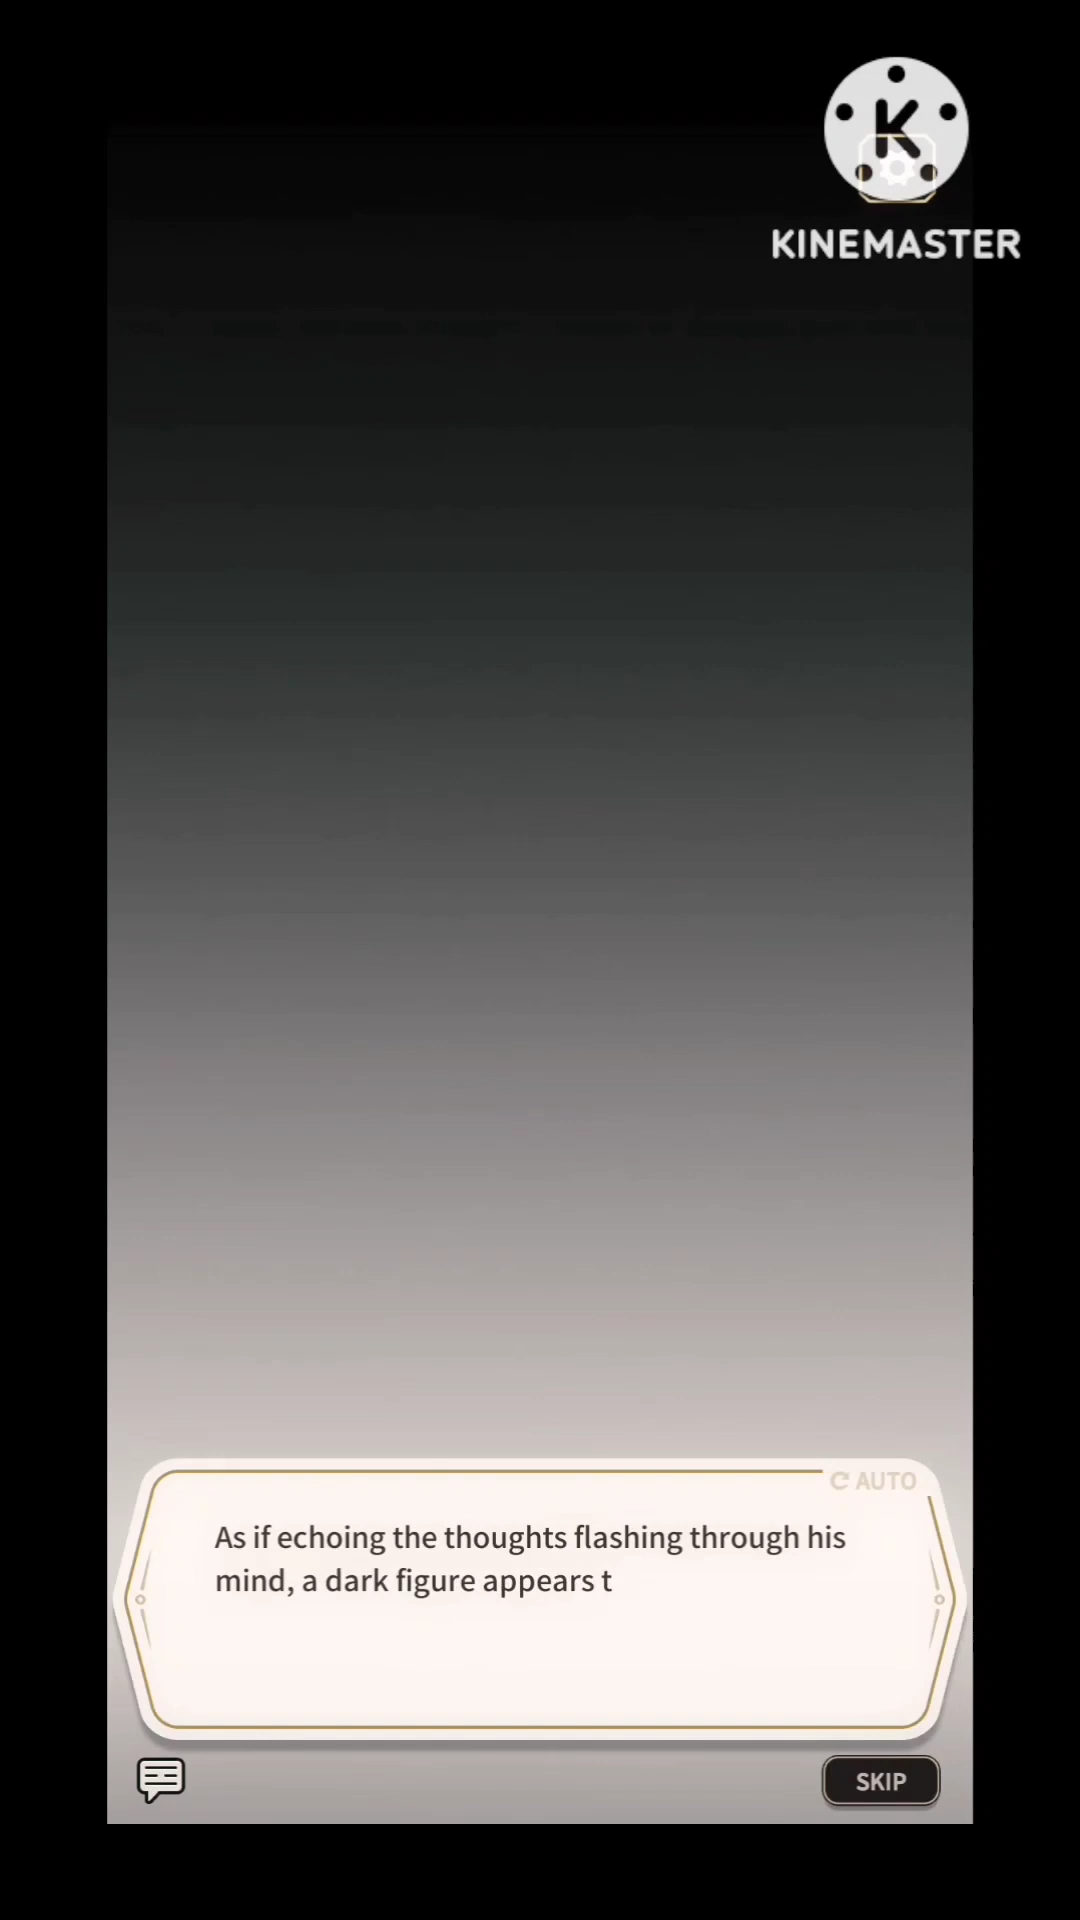 K
KINEMASTER
AUTO
As if echoing the thoughts flashing through his
mind, a dark figure appears t
SKIP